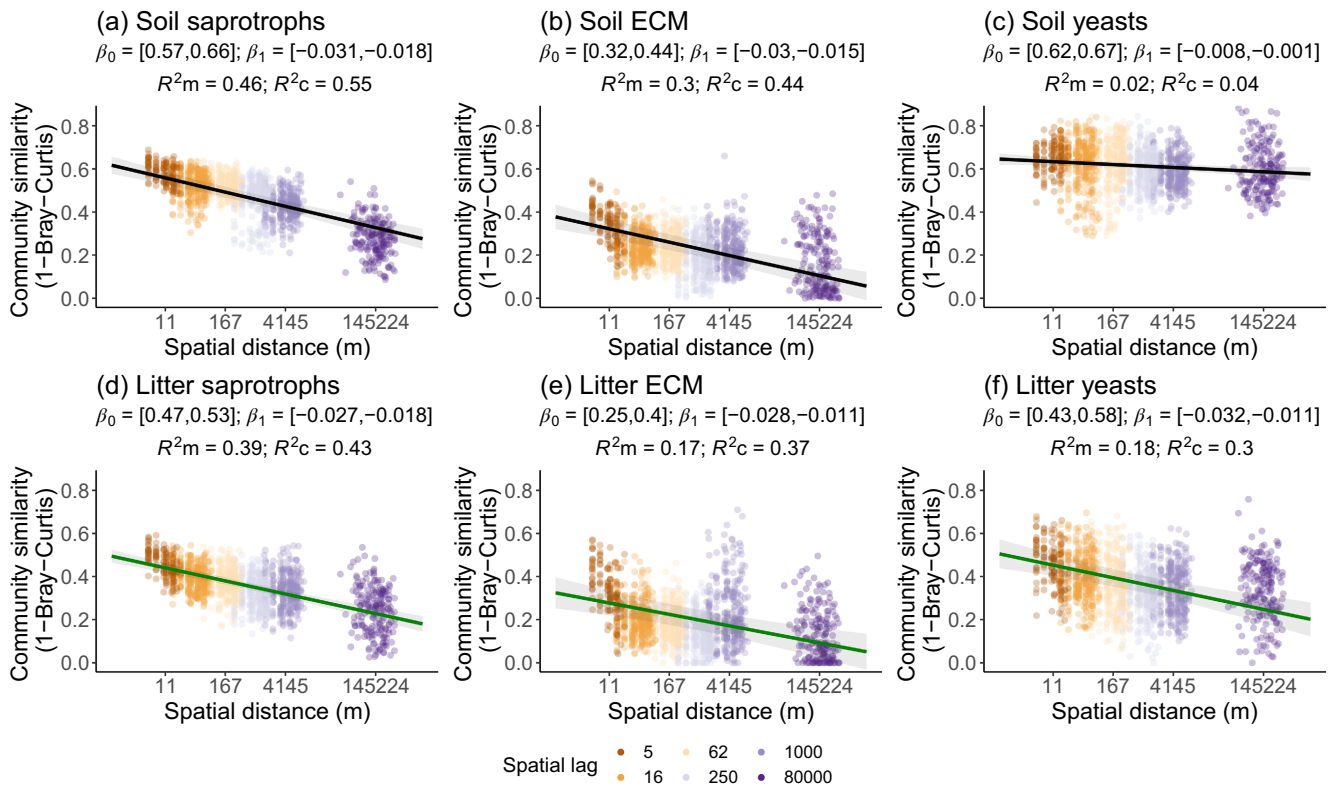 (a) Soil saprotrophs
β₀ = [0.57,0.66]; β₁ = [−0.031,−0.018]
R²m = 0.46; R²c = 0.55
Community similarity
(1−Bray−Curtis)
0.8
0.6
0.4
0.2
0.0
11 167 4145 145224
Spatial distance (m)
(b) Soil ECM
β₀ = [0.32,0.44]; β₁ = [−0.03,−0.015]
R²m = 0.3; R²c = 0.44
Community similarity
(1−Bray−Curtis)
0.8
0.6
0.4
0.2
0.0
11 167 4145 145224
Spatial distance (m)
(c) Soil yeasts
β₀ = [0.62,0.67]; β₁ = [−0.008,−0.001]
R²m = 0.02; R²c = 0.04
Community similarity
(1−Bray−Curtis)
0.8
0.6
0.4
0.2
0.0
11 167 4145 145224
Spatial distance (m)
(d) Litter saprotrophs
β₀ = [0.47,0.53]; β₁ = [−0.027,−0.018]
R²m = 0.39; R²c = 0.43
Community similarity
(1−Bray−Curtis)
0.8
0.6
0.4
0.2
0.0
11 167 4145 145224
Spatial distance (m)
(e) Litter ECM
β₀ = [0.25,0.4]; β₁ = [−0.028,−0.011]
R²m = 0.17; R²c = 0.37
Community similarity
(1−Bray−Curtis)
0.8
0.6
0.4
0.2
0.0
11 167 4145 145224
Spatial distance (m)
(f) Litter yeasts
β₀ = [0.43,0.58]; β₁ = [−0.032,−0.011]
R²m = 0.18; R²c = 0.3
Community similarity
(1−Bray−Curtis)
0.8
0.6
0.4
0.2
0.0
11 167 4145 145224
Spatial distance (m)
Spatial lag
5 62 1000
16 250 80000